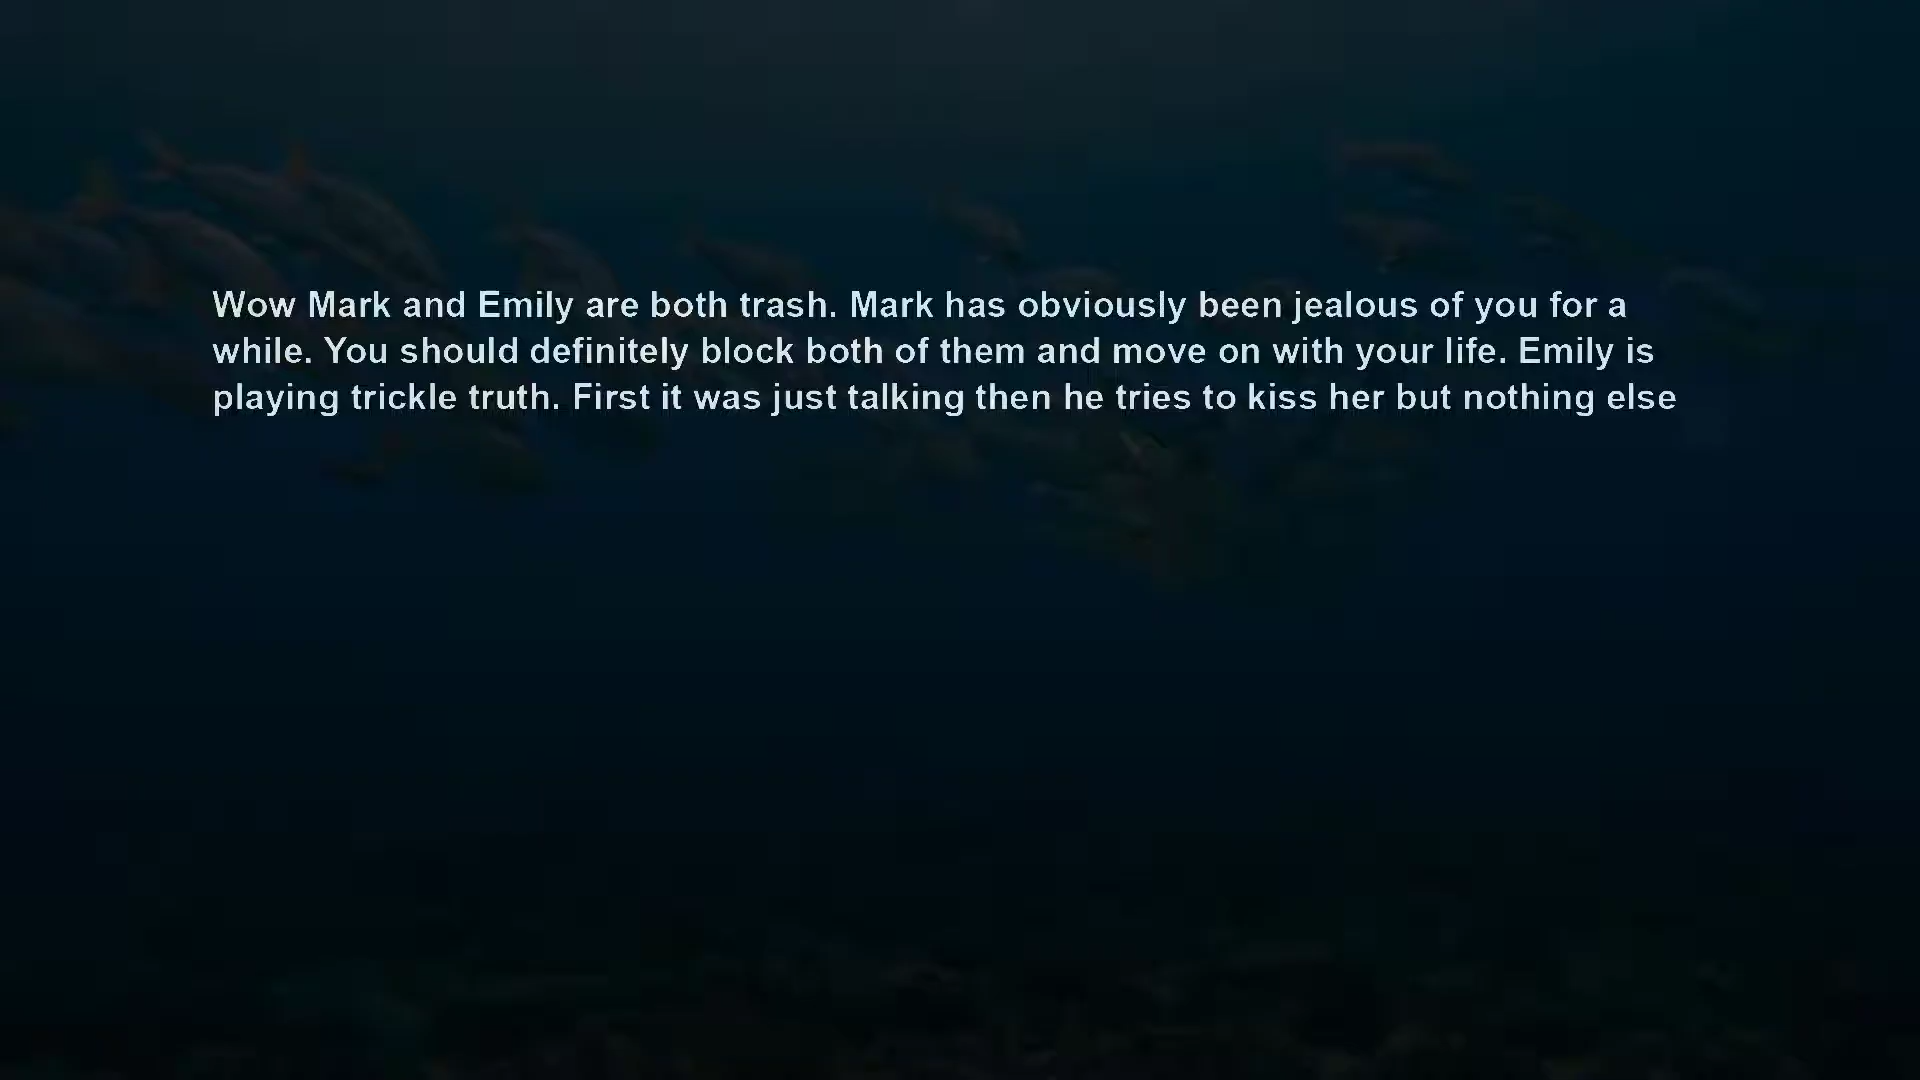 Wow Mark and Emily are both trash. Mark has obviously been jealous of you for a
while. You should definitely block both of them and move on with your life. Emily is
playing trickle truth. First it was just talking then he tries to kiss her but nothing else